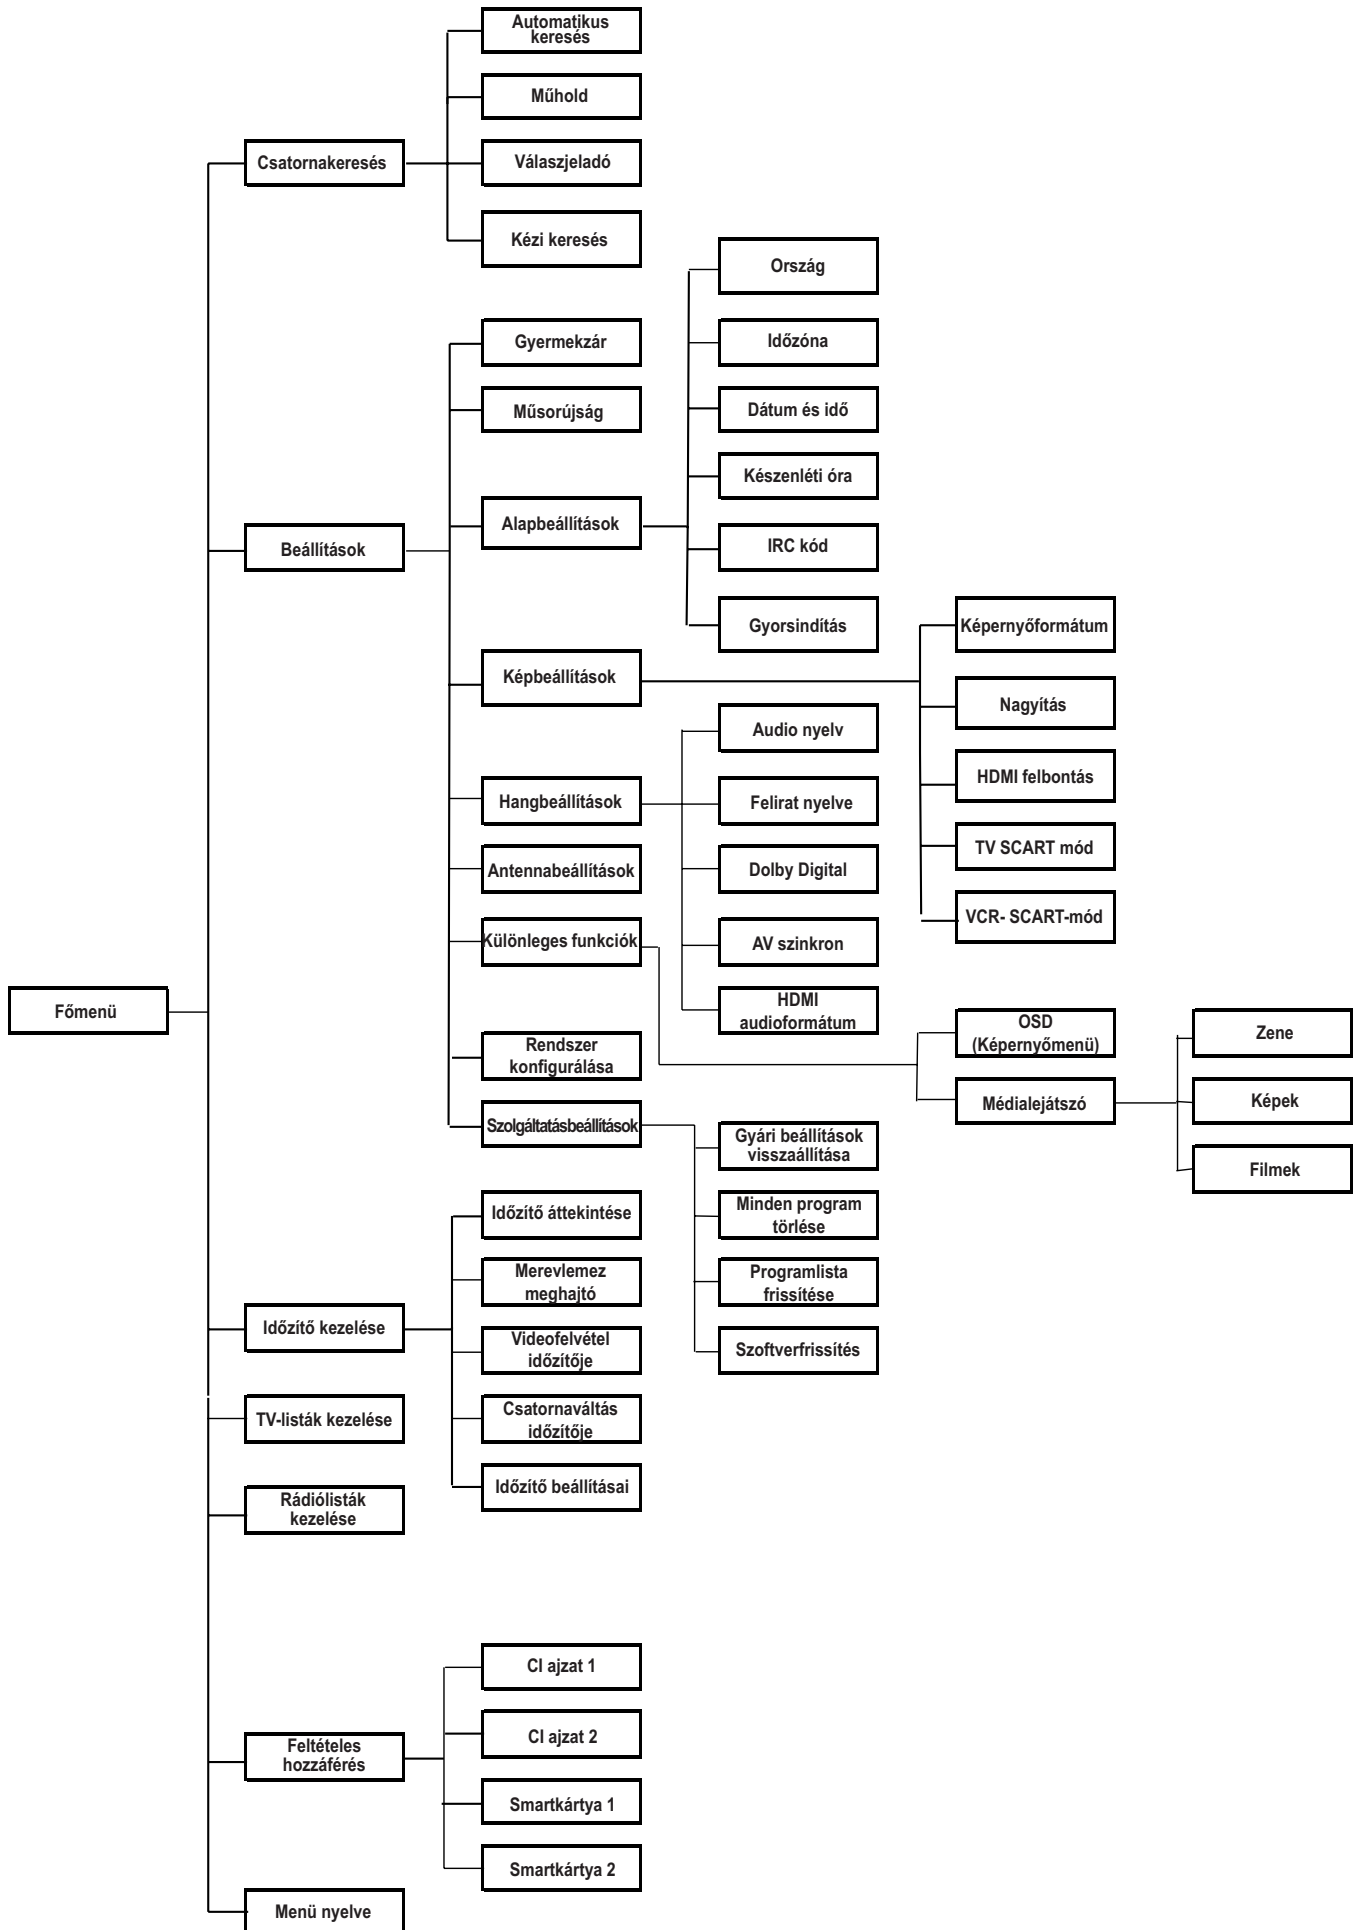 Automatikus
keresés
Műhold
Csatornakeresés
Válaszjeladó
Kézi keresés
Ország
Gyermekzár
Időzóna
Műsorújság
Dátum és idő
Készenléti óra
Alapbeállítások
Beállítások
IRC kód
Gyorsindítás
Képernyőformátum
Képbeállítások
Nagyítás
Audio nyelv
HDMI felbontás
Hangbeállítások
Felirat nyelve
TV SCART mód
Antennabeállítások
Dolby Digital
VCR- SCART-mód
Különleges funkciók
AV szinkron
Főmenü
HDMI
audioformátum
OSD
(Képernyőmenü)
Zene
Rendszer
konfigurálása
Médialejátszó
Képek
Szolgáltatásbeállítások
Gyári beállítások
visszaállítása
Filmek
Időzítő áttekintése
Minden program
törlése
Merevlemez
meghajtó
Programlista
frissítése
Időzítő kezelése
Videofelvétel
időzítője
Szoftverfrissítés
TV-listák kezelése
Csatornaváltás
időzítője
Időzítő beállításai
Rádiólisták
kezelése
CI ajzat 1
CI ajzat 2
Feltételes
hozzáférés
Smartkártya 1
Smartkártya 2
Menü nyelve